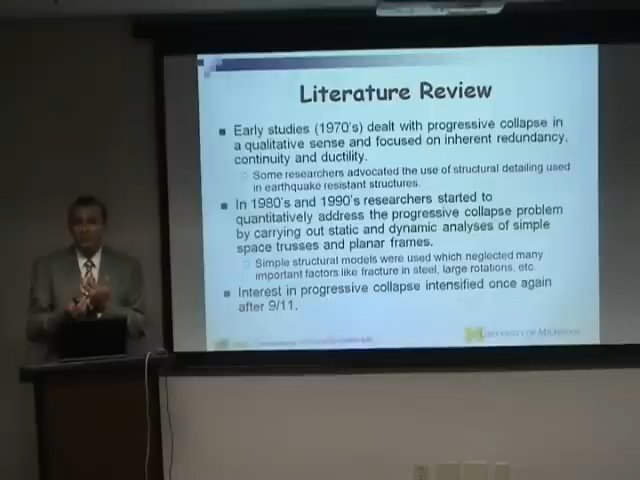 Literature Review
Early studies (1970's) dealt with progressive collapse in
a qualitative sense and focused on inherent redundancy,
continuity and ductility.
Some researchers advocated the use of structural detailing used
in earthquake resistant structures.
In 1980's and 1990's researchers started to
quantitatively address the progressive collapse problem
by carrying out static and dynamic analyses of simple
space trusses and planar frames.
Simple structural models were used which neglected many
important factors like fracture in steel, large rotations, etc.
Interest in progressive collapse intensified once again
after 9/11.
UNIVERSITY OF MICHIGAN